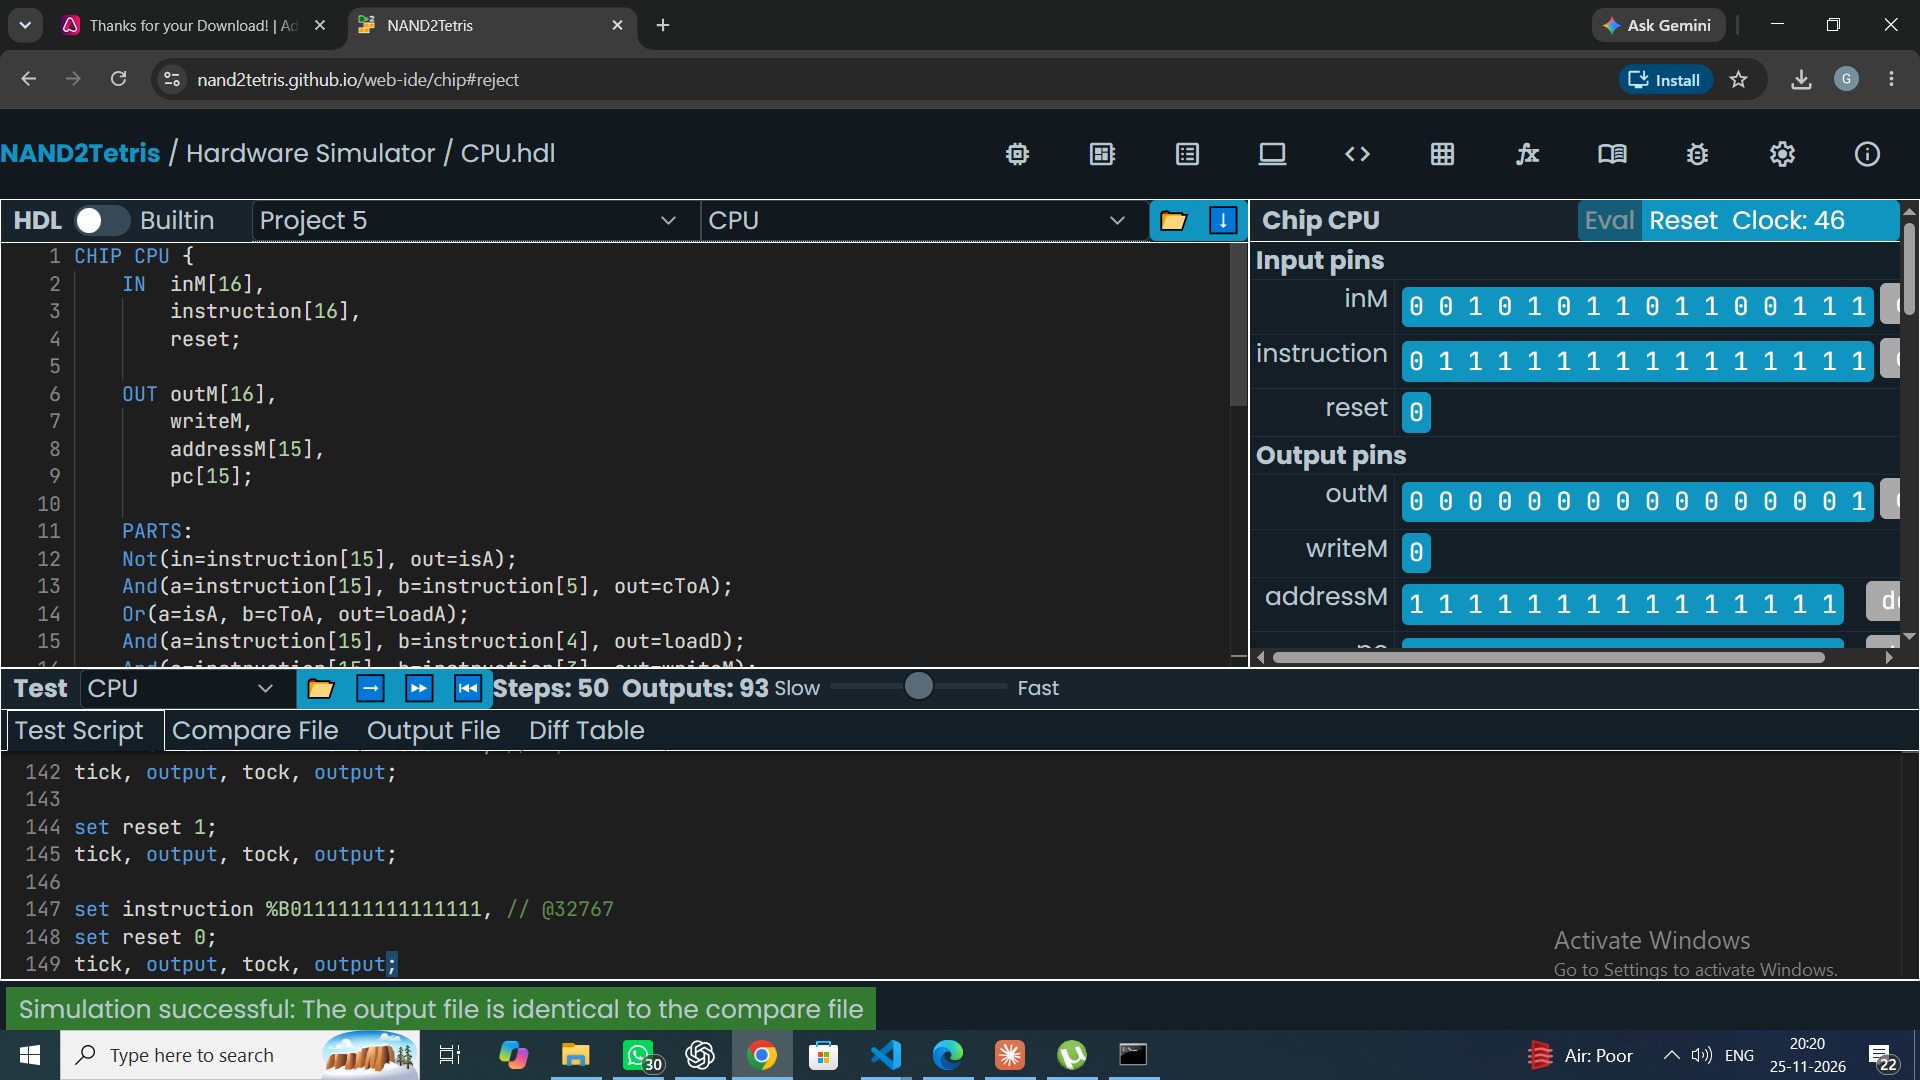 Thanks for your Download! | Ad
NAND2Tetris
Ask Gemini
nand2tetris.github.io/web-ide/chip#reject
Install
G
NAND2Tetris / Hardware Simulator / CPU.hdl
HDL Builtin Project 5 CPU
1 CHIP CPU {
2 IN inM[16],
3 instruction[16],
4 reset;
5
6 OUT outM[16],
7 writeM,
8 addressM[15],
9 pc[15];
10
11 PARTS:
12 Not(in=instruction[15], out=isA);
13 And(a=instruction[15], b=instruction[5], out=cToA);
14 Or(a=isA, b=cToA, out=loadA);
15 And(a=instruction[15], b=instruction[4], out=loadD);
Chip CPU Eval Reset Clock: 46
Input pins
inM 0 0 1 0 1 0 1 1 0 1 1 0 0 1 1 1
instruction 0 1 1 1 1 1 1 1 1 1 1 1 1 1 1 1
reset 0
Output pins
outM 0 0 0 0 0 0 0 0 0 0 0 0 0 0 0 1
writeM 0
addressM 1 1 1 1 1 1 1 1 1 1 1 1 1 1 1 de
Test CPU Steps: 50 Outputs: 93 Slow Fast
Test Script Compare File Output File Diff Table
142 tick, output, tock, output;
143
144 set reset 1;
145 tick, output, tock, output;
146
147 set instruction %B0111111111111111, // @32767
148 set reset 0;
149 tick, output, tock, output;
Activate Windows
Go to Settings to activate Windows.
Simulation successful: The output file is identical to the compare file
Type here to search
30
Air: Poor
ENG
20:20
25-11-2026
22